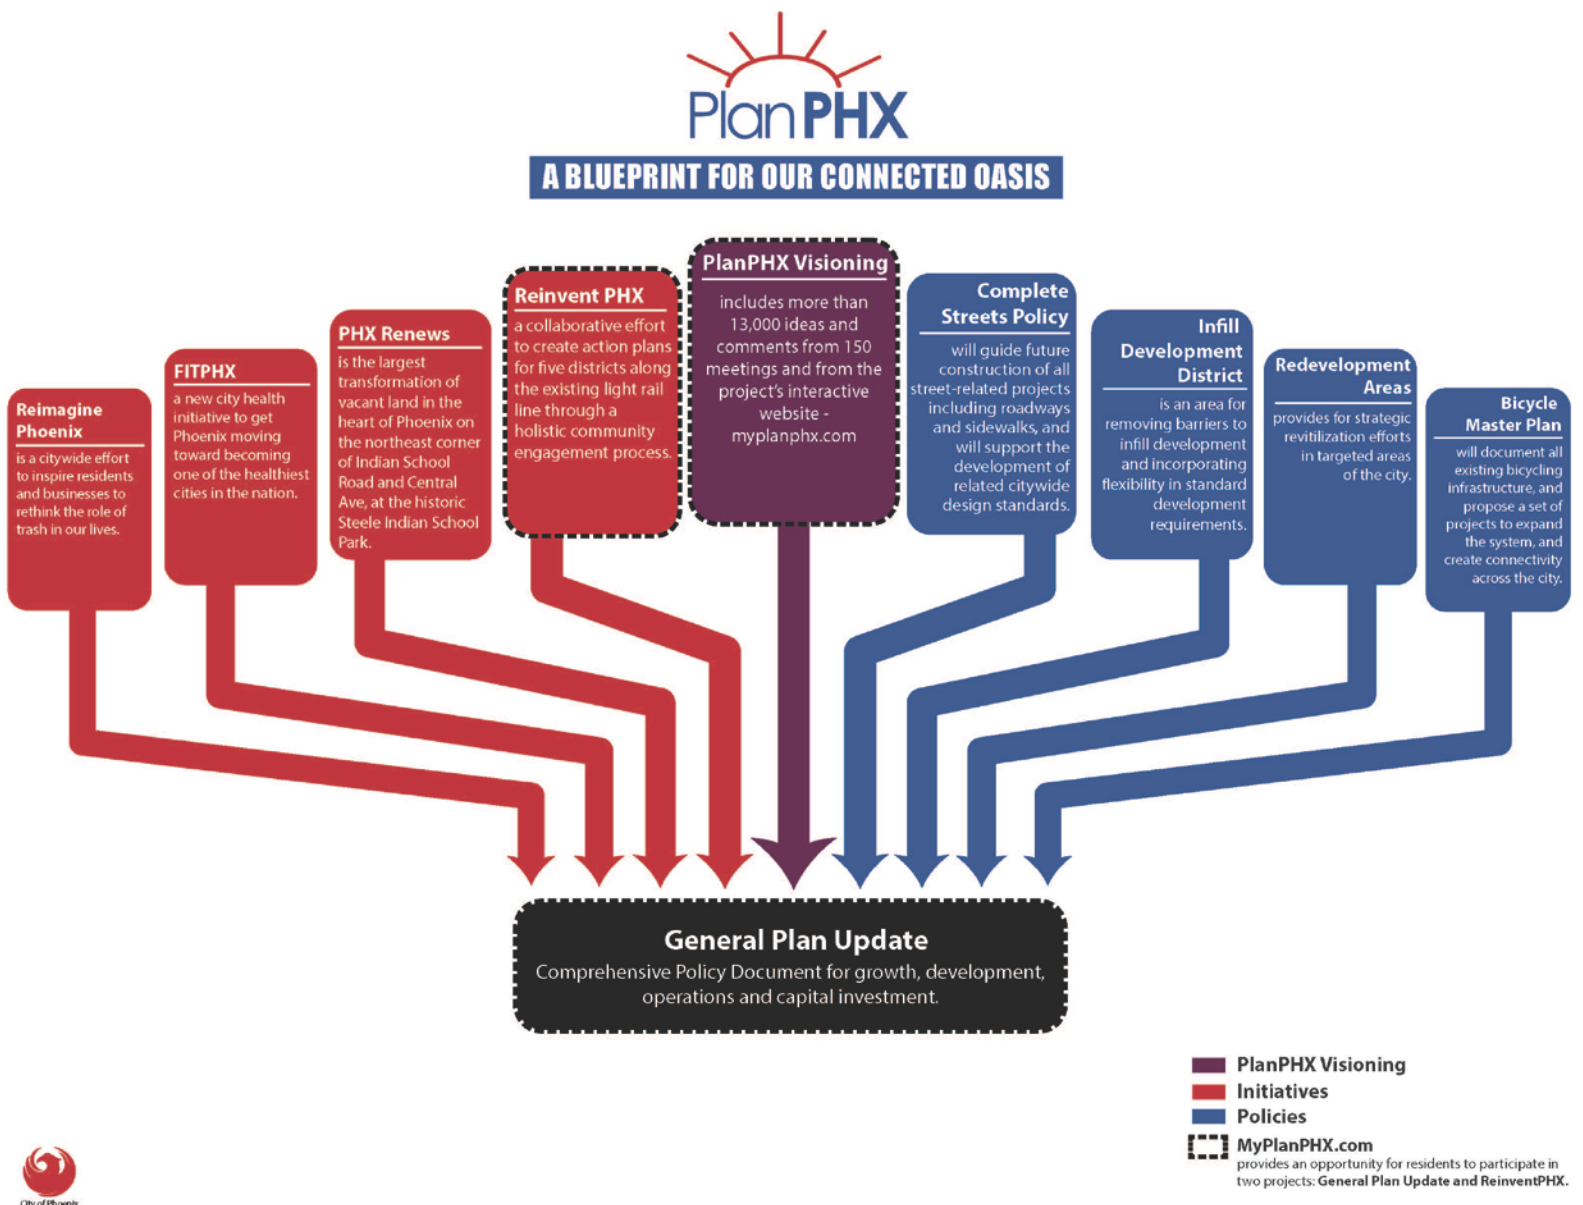 Plan PHX
A BLUEPRINT FOR OUR CONNECTED OASIS
Reimagine
Phoenix
is a citywide effort
to inspire residents
and businesses to
rethink the role of
trash in our lives.
FITPHX
a new city health
initiative to get
Phoenix moving
toward becoming
one of the healthiest
cities in the nation.
PHX Renews
is the largest
transformation of
vacant land in the
heart of Phoenix on
the northeast corner
of Indian School
Road and Central
Ave, at the historic
Steele Indian School
Park.
Reinvent PHX
a collaborative effort
to create action plans
for five districts along
the existing light rail
line through a
holistic community
engagement process.
PlanPHX Visioning
includes more than
13,000 ideas and
comments from 150
meetings and from the
project's interactive
website -
myplanphx.com
Complete
Streets Policy
will guide future
construction of all
street-related projects
including roadways
and sidewalks, and
will support the
development of
related citywide
design standards.
Infill
Development
District
is an area for
removing barriers to
infill development
and incorporating
flexibility in standard
development
requirements.
Redevelopment
Areas
provides for strategic
revitilization efforts
in targeted areas
of the city.
Bicycle
Master Plan
will document all
existing bicycling
infrastructure, and
propose a set of
projects to expand
the system, and
create connectivity
across the city.
General Plan Update
Comprehensive Policy Document for growth, development,
operations and capital investment.
PlanPHX Visioning
Initiatives
Policies
MyPlanPHX.com
provides an opportunity for residents to participate in
two projects: General Plan Update and ReinventPHX.
City of Phoenix